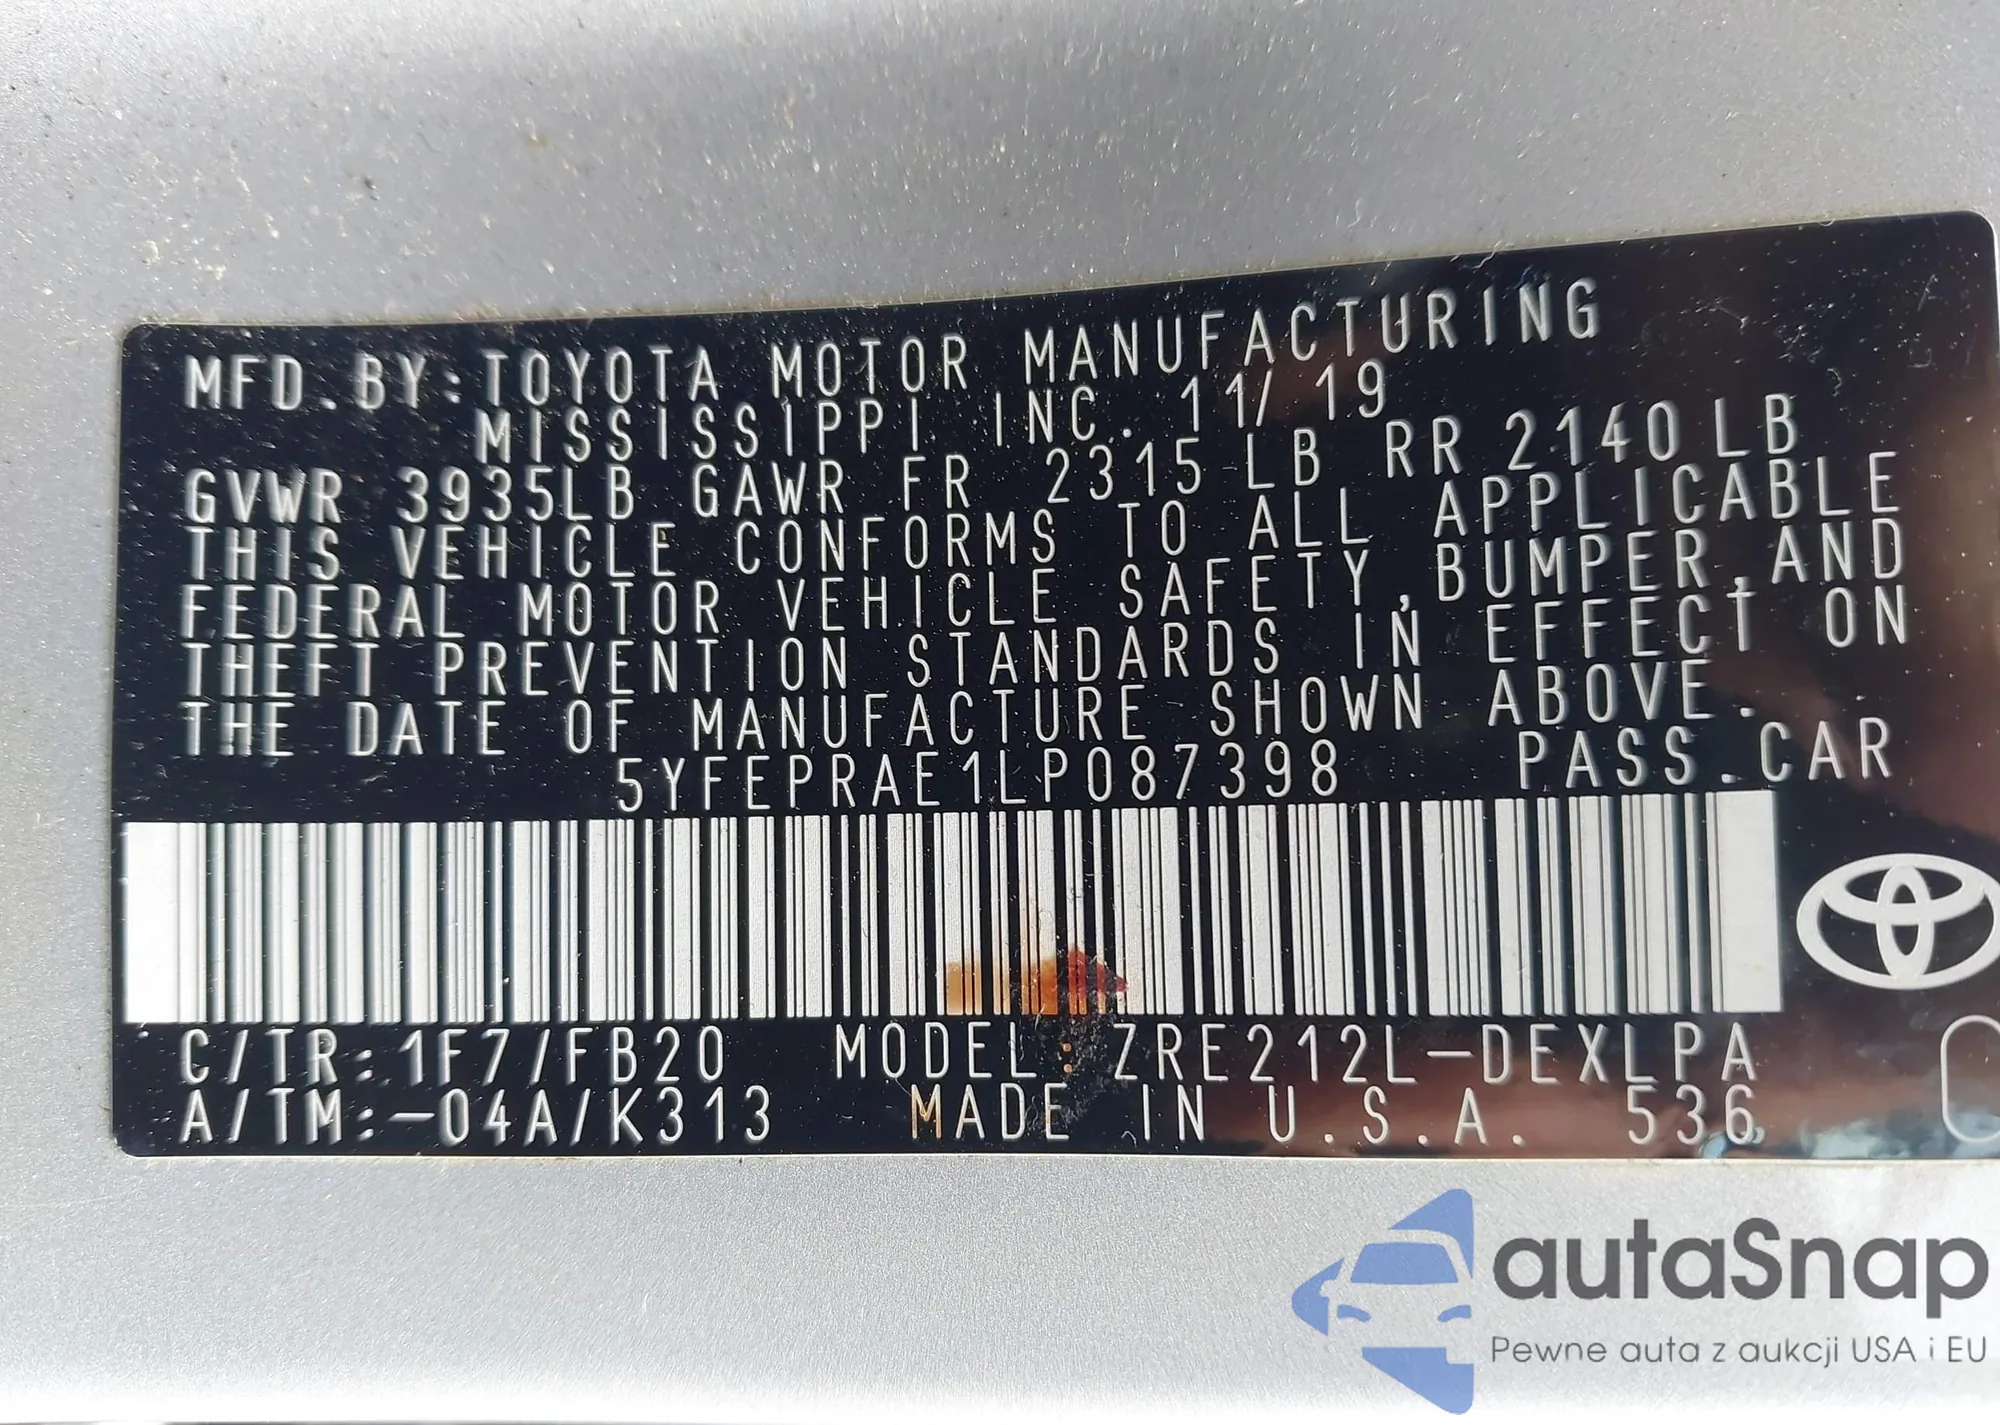 MFD.BY:TOYOTA MOTOR MANUFACTURING
MISSISSIPPI INC. 11/19
GVWR 3935LB GAWR FR 2315 LB RR 2140 LB
THIS VEHICLE CONFORMS TO ALL APPLICABLE
FEDERAL MOTOR VEHICLE SAFETY,BUMPER,AND
THEFT PREVENTION STANDARDS IN EFFECT ON
THE DATE OF MANUFACTURE SHOWN ABOVE.
5YFEPRAE1LP087398 PASS.CAR
C/TR:1F7/FB20 MODEL:ZRE212L-DEXLPA
A/TM:-04A/K313 MADE IN U.S.A. 536
autaSnap
Pewne auta z aukcji USA i EU